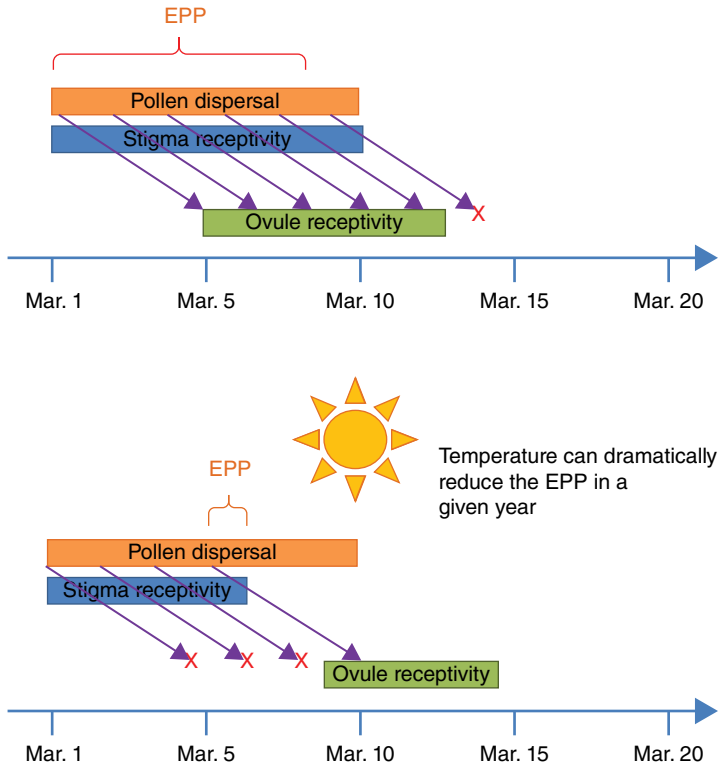 EPP
Pollen dispersal
Stigma receptivity
X
Ovule receptivity
Mar. 1 Mar. 5 Mar. 10 Mar. 15 Mar. 20
Temperature can dramatically
reduce the EPP in a
given year
EPP
Pollen dispersal
Stigma receptivity
X X X
Ovule receptivity
Mar. 1 Mar. 5 Mar. 10 Mar. 15 Mar. 20